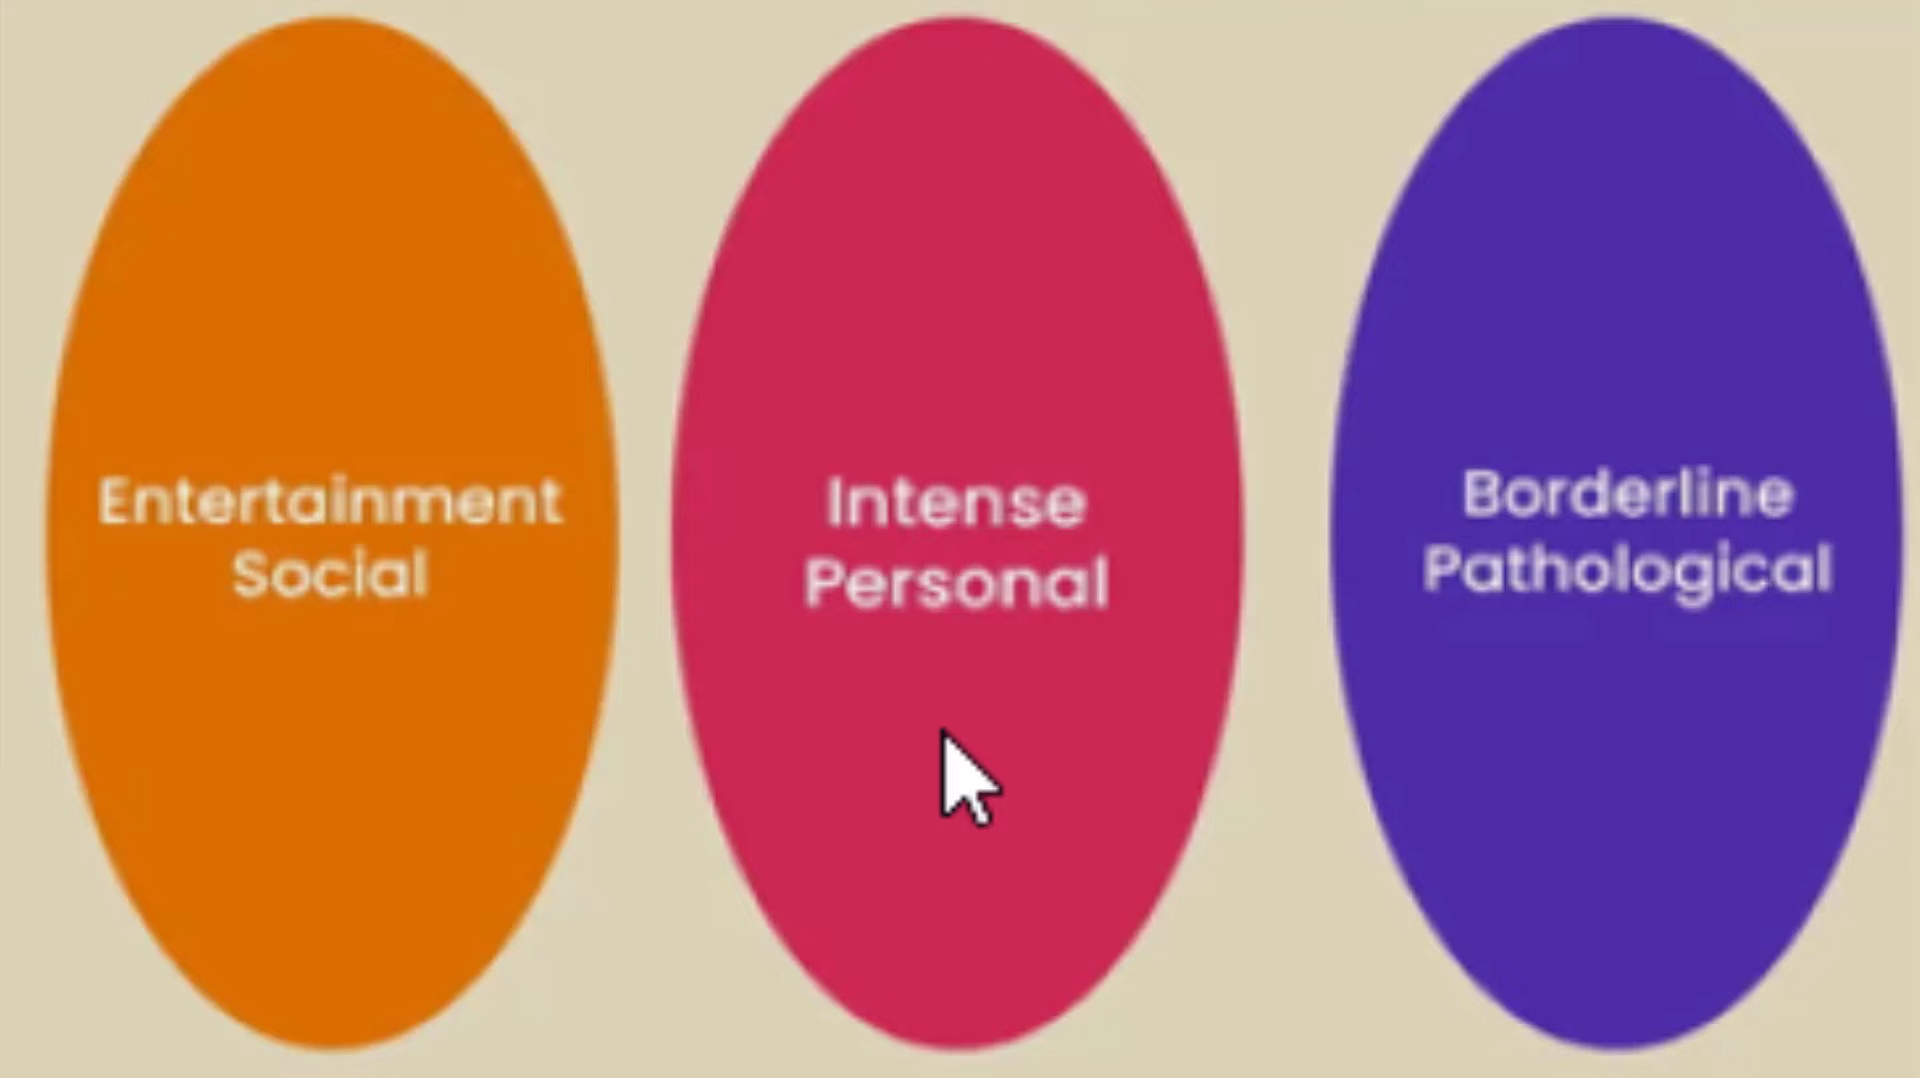 Entertainment
Social
Intense
Personal
Borderline
Pathological